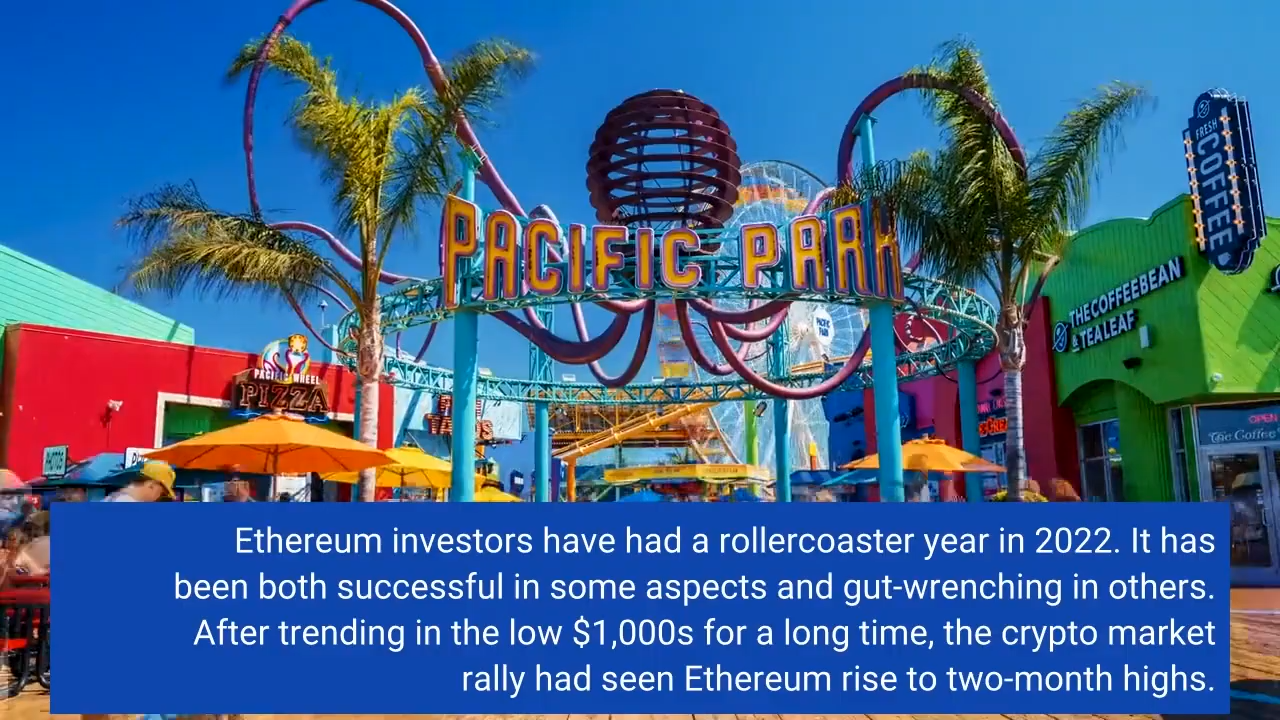 FRESH
COFFEE
PACIFIC PARK
THE COFFEE BEAN
& TEA LEAF
PACIFIC WHEEL
PIZZA
PHOTOS
OPEN
The Coffee
Ethereum investors have had a rollercoaster year in 2022. It has
been both successful in some aspects and gut-wrenching in others.
After trending in the low $1,000s for a long time, the crypto market
rally had seen Ethereum rise to two-month highs.